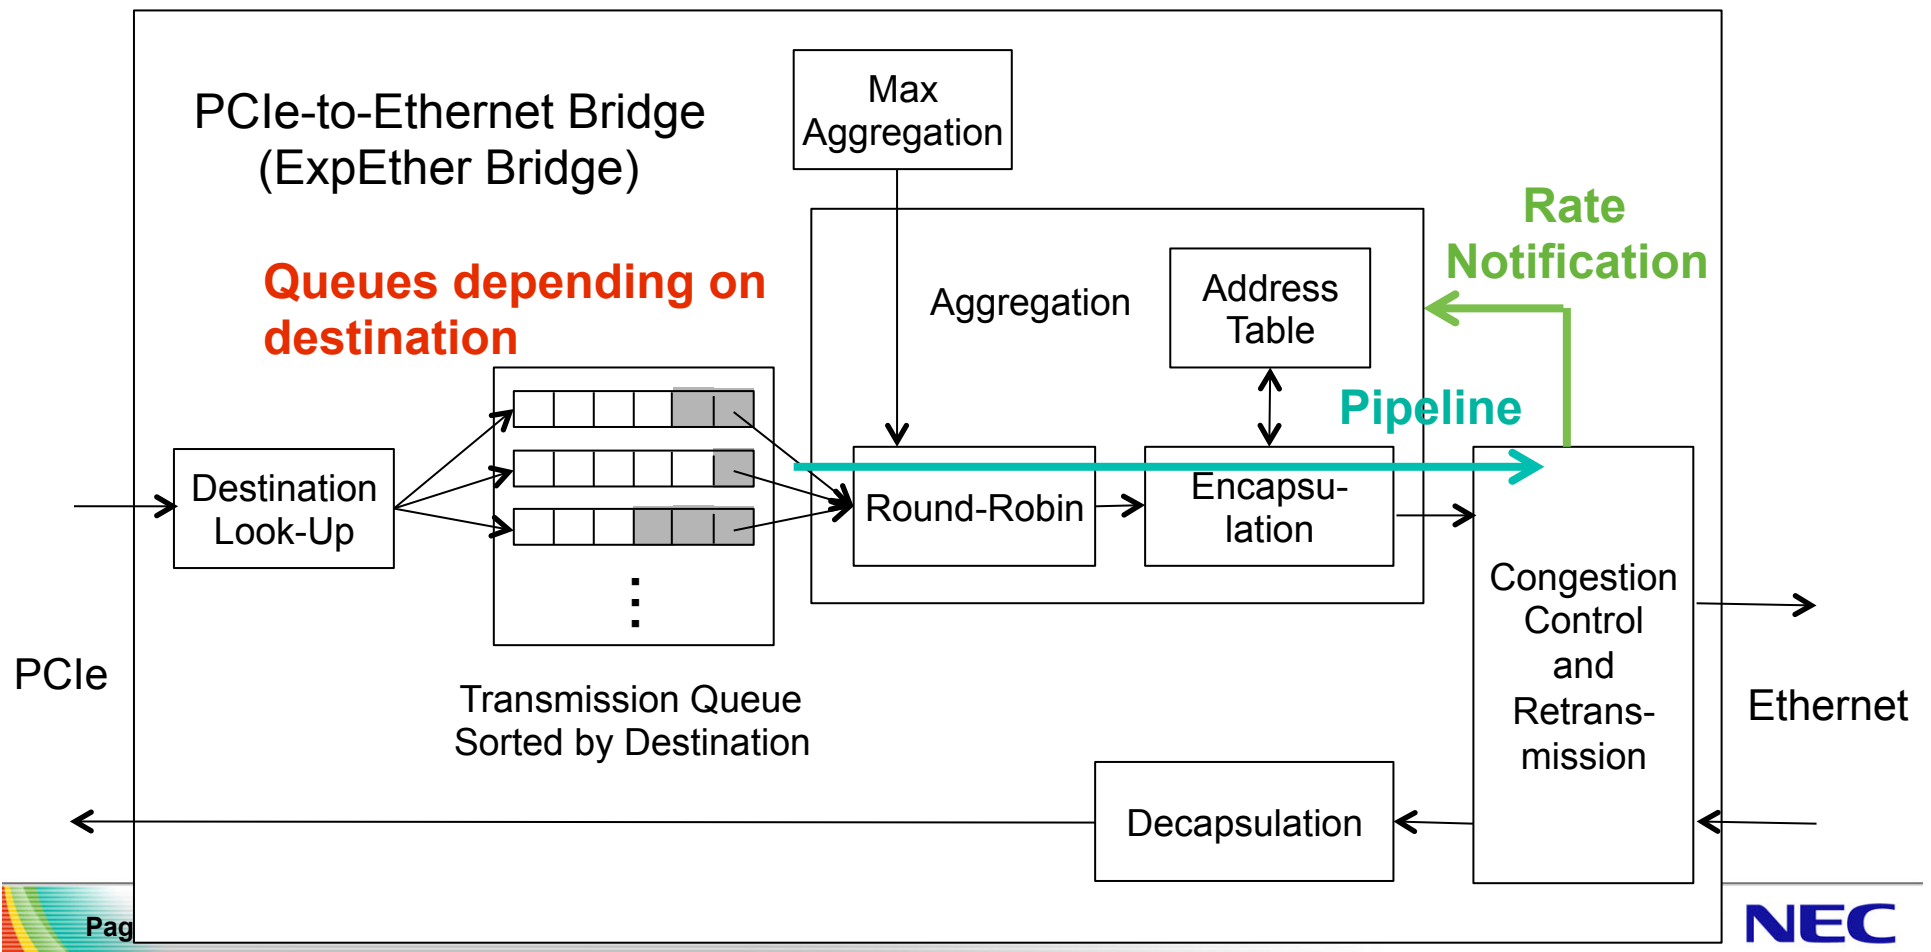 PCIe-to-Ethernet Bridge
(ExpEther Bridge)
Max
Aggregation
Rate
Notification
Queues depending on
destination
Aggregation
Address
Table
Pipeline
Destination
Look-Up
Round-Robin
Encapsu-
lation
Congestion
Control
and
Retrans-
mission
PCIe
Transmission Queue
Sorted by Destination
Ethernet
Decapsulation
Pag
NEC